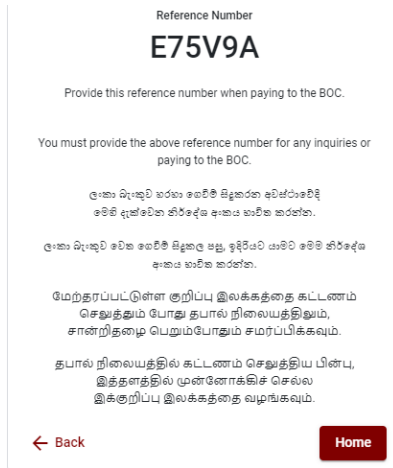 Reference Number
E75V9A
Provide this reference number when paying to the BOC.
You must provide the above reference number for any inquiries or
paying to the BOC.
ලංකා බැංකුව හරහා ගෙවීම් සිදුකරන අවස්ථාවේදි
මෙහි දැක්වෙන නිර්දේශ අංකය භාවිත කරන්න.
ලංකා බැංකුව වෙත ගෙවීම් සිදුකල පසු, ඉදිරියට යාමට මෙම නිර්දේෂ
අංකය භාවිත කරන්න.
மேற்தரப்பட்டுள்ள குறிப்பு இலக்கத்தை கட்டணம்
செலுத்தும் போது தபால் நிலையத்திலும்,
சான்றிதழை பெறும்போதும் சமர்ப்பிக்கவும்.
தபால் நிலையத்தில் கட்டணம் செலுத்திய பின்பு,
இத்தளத்தில் முன்னோக்கிச் செல்ல
இக்குறிப்பு இலக்கத்தை வழங்கவும்.
Back
Home